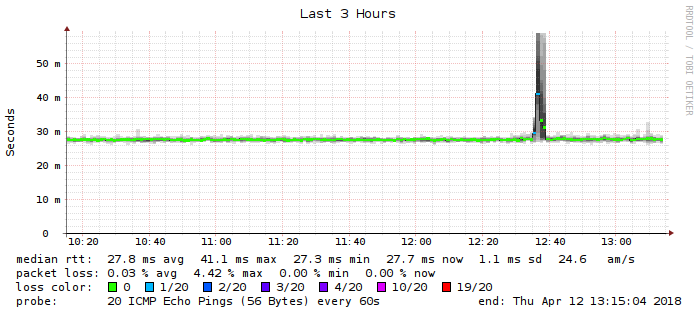 Last 3 Hours
RRDTOOL / TOBI OETIKER
Seconds
50 m
40 m
30 m
20 m
10 m
0
10:20 10:40 11:00 11:20 11:40 12:00 12:20 12:40 13:00
median rtt: 27.8 ms avg 41.1 ms max 27.3 ms min 27.7 ms now 1.1 ms sd 24.6 am/s
packet loss: 0.03 % avg 4.42 % max 0.00 % min 0.00 % now
loss color: 0 1/20 2/20 3/20 4/20 10/20 19/20
probe: 20 ICMP Echo Pings (56 Bytes) every 60s end: Thu Apr 12 13:15:04 2018